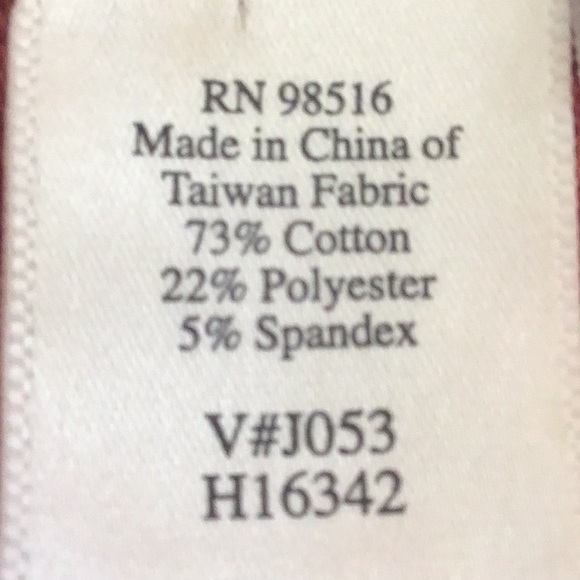 RN 98516
Made in China of
Taiwan Fabric
73% Cotton
22% Polyester
5% Spandex
V#J053
H16342